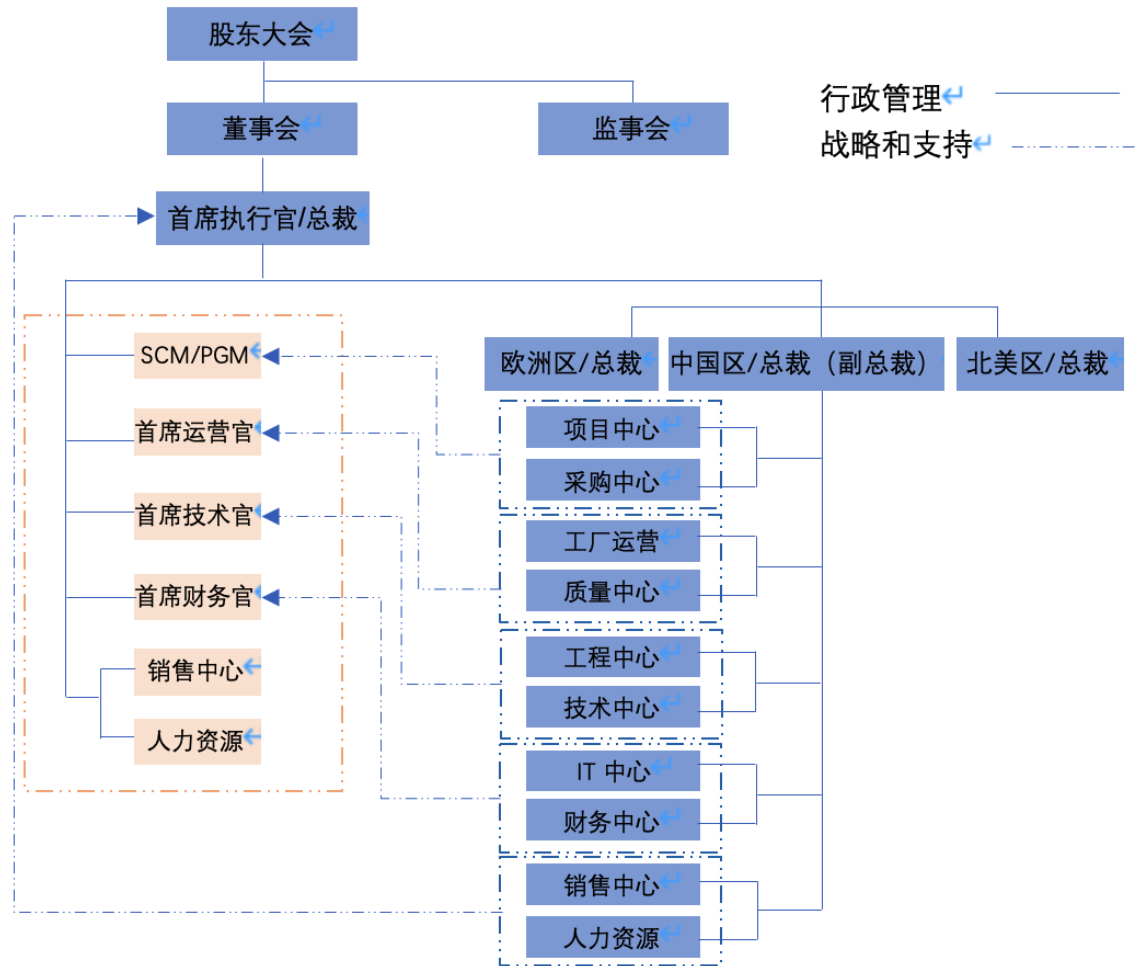 股东大会
董事会
监事会
行政管理
战略和支持
首席执行官/总裁
SCM/PGM
首席运营官
首席技术官
首席财务官
销售中心
人力资源
欧洲区/总裁
中国区/总裁（副总裁）
北美区/总裁
项目中心
采购中心
工厂运营
质量中心
工程中心
技术中心
IT 中心
财务中心
销售中心
人力资源